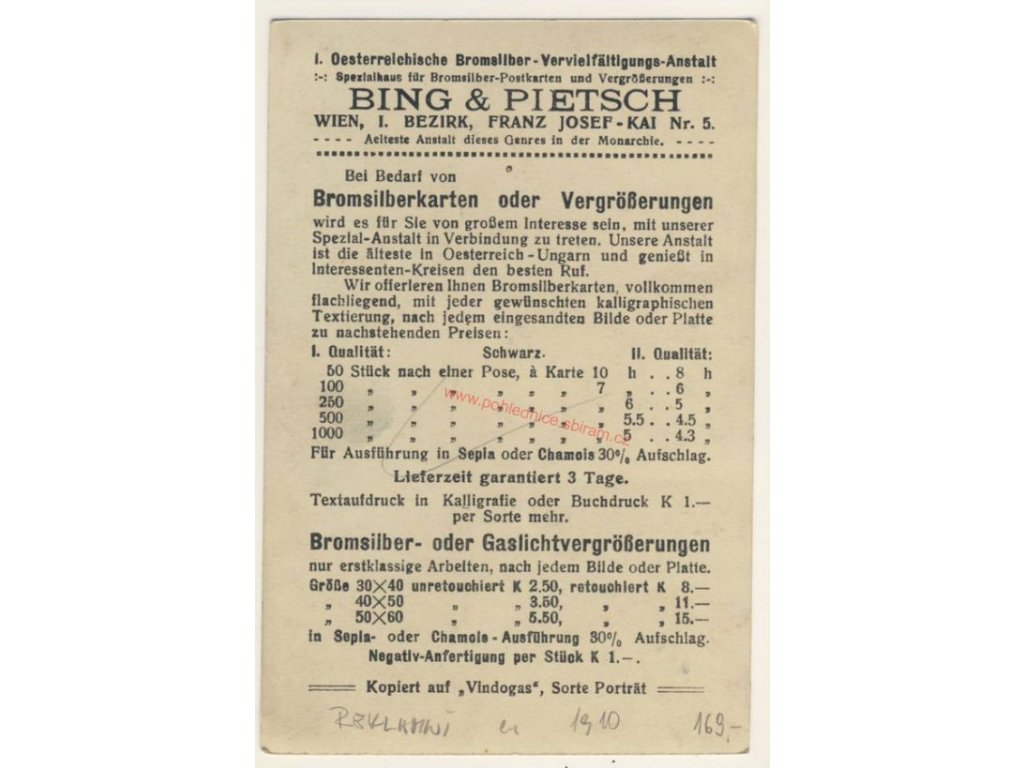 I. Oesterreichische Bromsilber-Vervielfältigungs-Anstalt
:-: Spezialhaus für Bromsilber-Postkarten und Vergrößerungen :-:
BING & PIETSCH
WIEN, I. BEZIRK, FRANZ JOSEF-KAI Nr. 5.
- - - - Aelteste Anstalt dieses Genres in der Monarchie. - - - -
Bei Bedarf von
Bromsilberkarten oder Vergrößerungen
wird es für Sie von großem Interesse sein, mit unserer
Spezial-Anstalt in Verbindung zu treten. Unsere Anstalt
ist die älteste in Oesterreich-Ungarn und genießt in
Interessenten-Kreisen den besten Ruf.
Wir offerieren Ihnen Bromsilberkarten, vollkommen
flachliegend, mit jeder gewünschten kalligraphischen
Textierung, nach jedem eingesandten Bilde oder Platte
zu nachstehenden Preisen:
I. Qualität: Schwarz. II. Qualität:
50 Stück nach einer Pose, à Karte 10 h . . 8 h
100 „ „ „ „ „ „ 7 „ . . 6 „
250 „ „ „ „ „ „ „ 6 . . 5 „
500 „ „ „ „ „ „ „ 5.5 . . 4.5 „
1000 „ „ „ „ „ „ „ 5 . . 4.3 „
www.pohlednice.sbiram.cz
Für Ausführung in Sepia oder Chamois 30% Aufschlag.
Lieferzeit garantiert 3 Tage.
Textaufdruck in Kalligrafie oder Buchdruck K 1.—
per Sorte mehr.
Bromsilber- oder Gaslichtvergrößerungen
nur erstklassige Arbeiten, nach jedem Bilde oder Platte.
Größe 30×40 unretouchiert K 2.50, retouchiert K 8.—
„ 40×50 „ „ 3.50, „ „ 11.—
„ 50×60 „ „ 5.50, „ „ 15.—
in Sepia- oder Chamois-Ausführung 30% Aufschlag.
Negativ-Anfertigung per Stück K 1.—.
Kopiert auf „Vindogas“, Sorte Porträt
1910 169,-